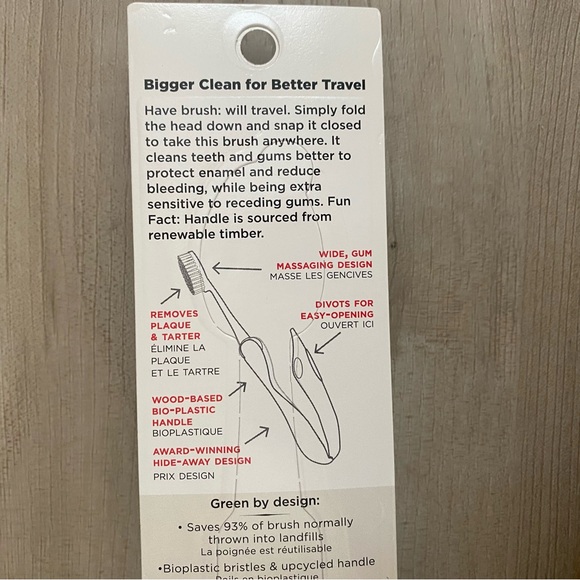 Bigger Clean for Better Travel
Have brush: will travel. Simply fold
the head down and snap it closed
to take this brush anywhere. It
cleans teeth and gums better to
protect enamel and reduce
bleeding, while being extra
sensitive to receding gums. Fun
Fact: Handle is sourced from
renewable timber.
WIDE, GUM
MASSAGING DESIGN
MASSE LES GENCIVES
DIVOTS FOR
EASY-OPENING
OUVERT ICI
REMOVES
PLAQUE
& TARTER
ÉLIMINE LA
PLAQUE
ET LE TARTRE
WOOD-BASED
BIO-PLASTIC
HANDLE
BIOPLASTIQUE
AWARD-WINNING
HIDE-AWAY DESIGN
PRIX DESIGN
Green by design:
• Saves 93% of brush normally
thrown into landfills
La poignée est réutilisable
•Bioplastic bristles & upcycled handle
Poils en bioplastique